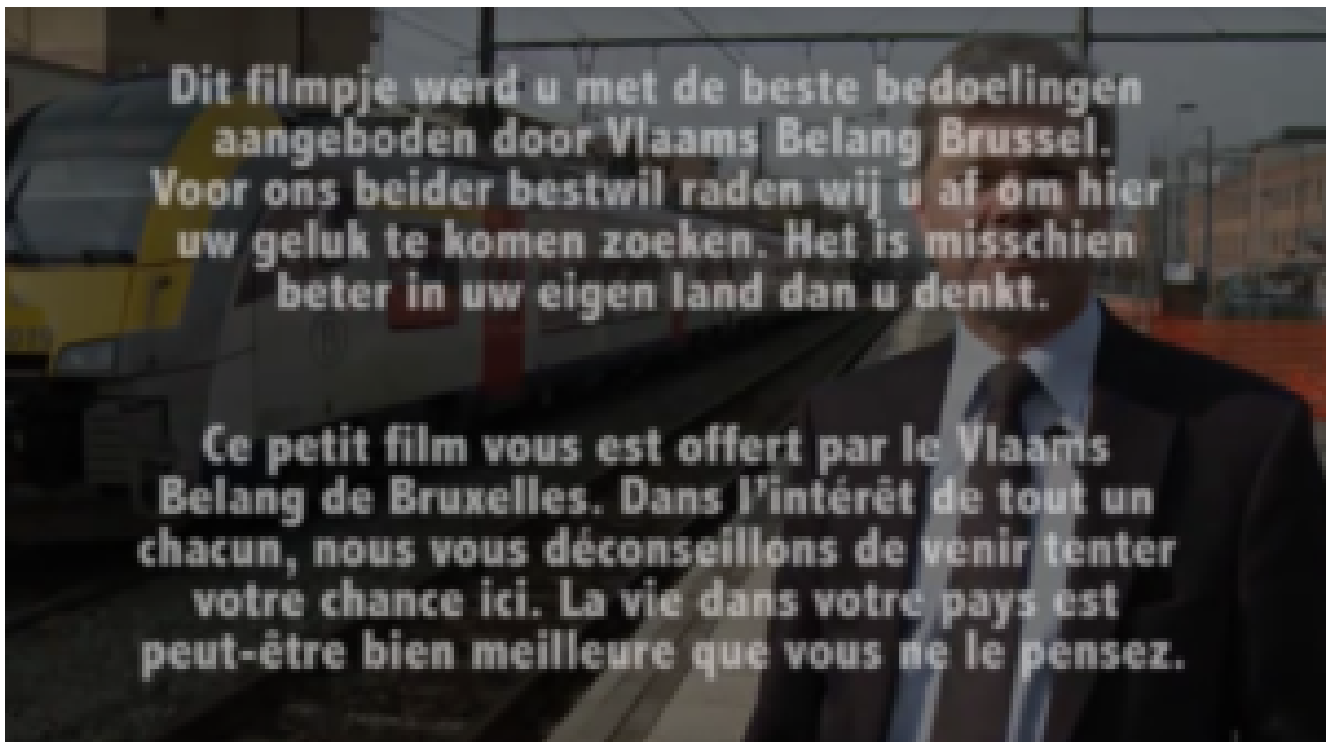 Dit filmpje werd u met de beste bedoelingen
aangeboden door Vlaams Belang Brussel.
Voor ons beider bestwil raden wij u af om hier
uw geluk te komen zoeken. Het is misschien
beter in uw eigen land dan u denkt.
Ce petit film vous est offert par le Vlaams
Belang de Bruxelles. Dans l'intérêt de tout un
chacun, nous vous déconseillons de venir tenter
votre chance ici. La vie dans votre pays est
peut-être bien meilleure que vous ne le pensez.